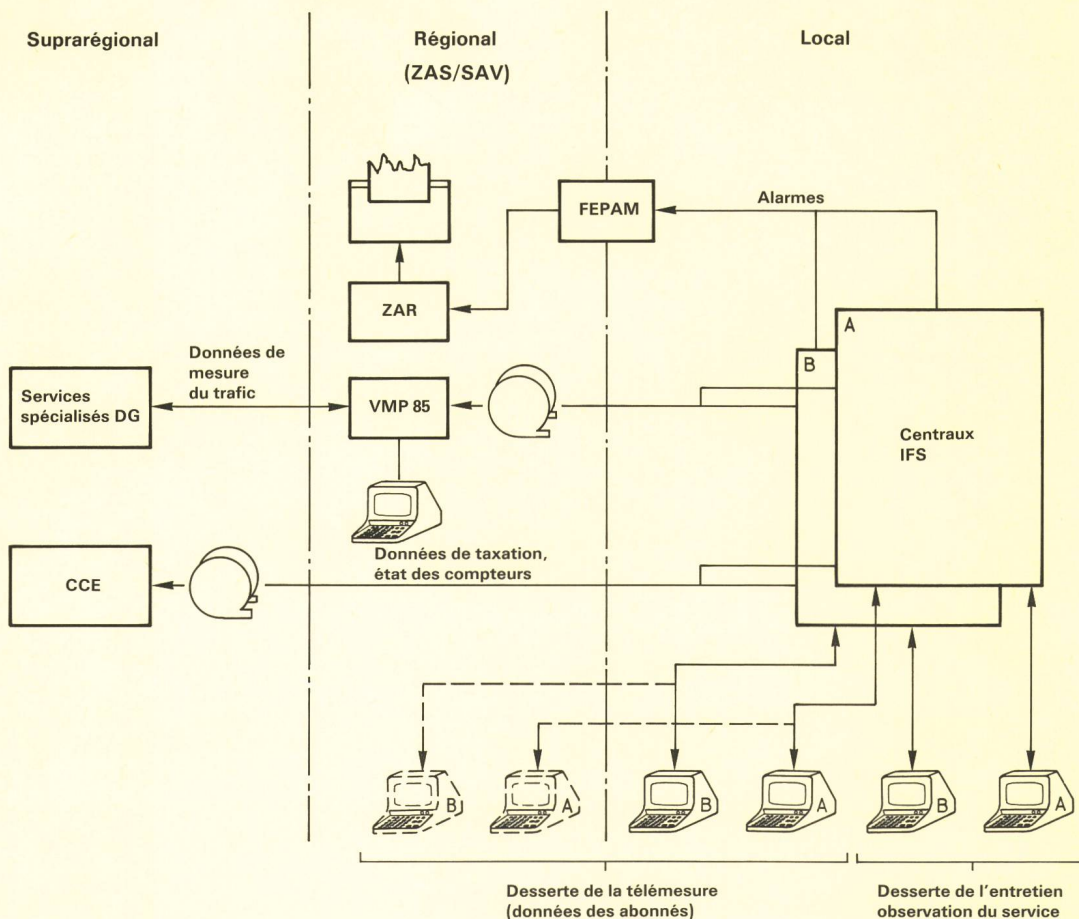 Suprarégional
Régional
(ZAS/SAV)
Local
FEPAM
Alarmes
ZAR
A
B
Données de
mesure
du trafic
Services
spécialisés DG
VMP 85
Centraux
IFS
Données de taxation,
état des compteurs
CCE
B
A
B
A
B
A
Desserte de la télémesure
(données des abonnés)
Desserte de l'entretien
observation du service